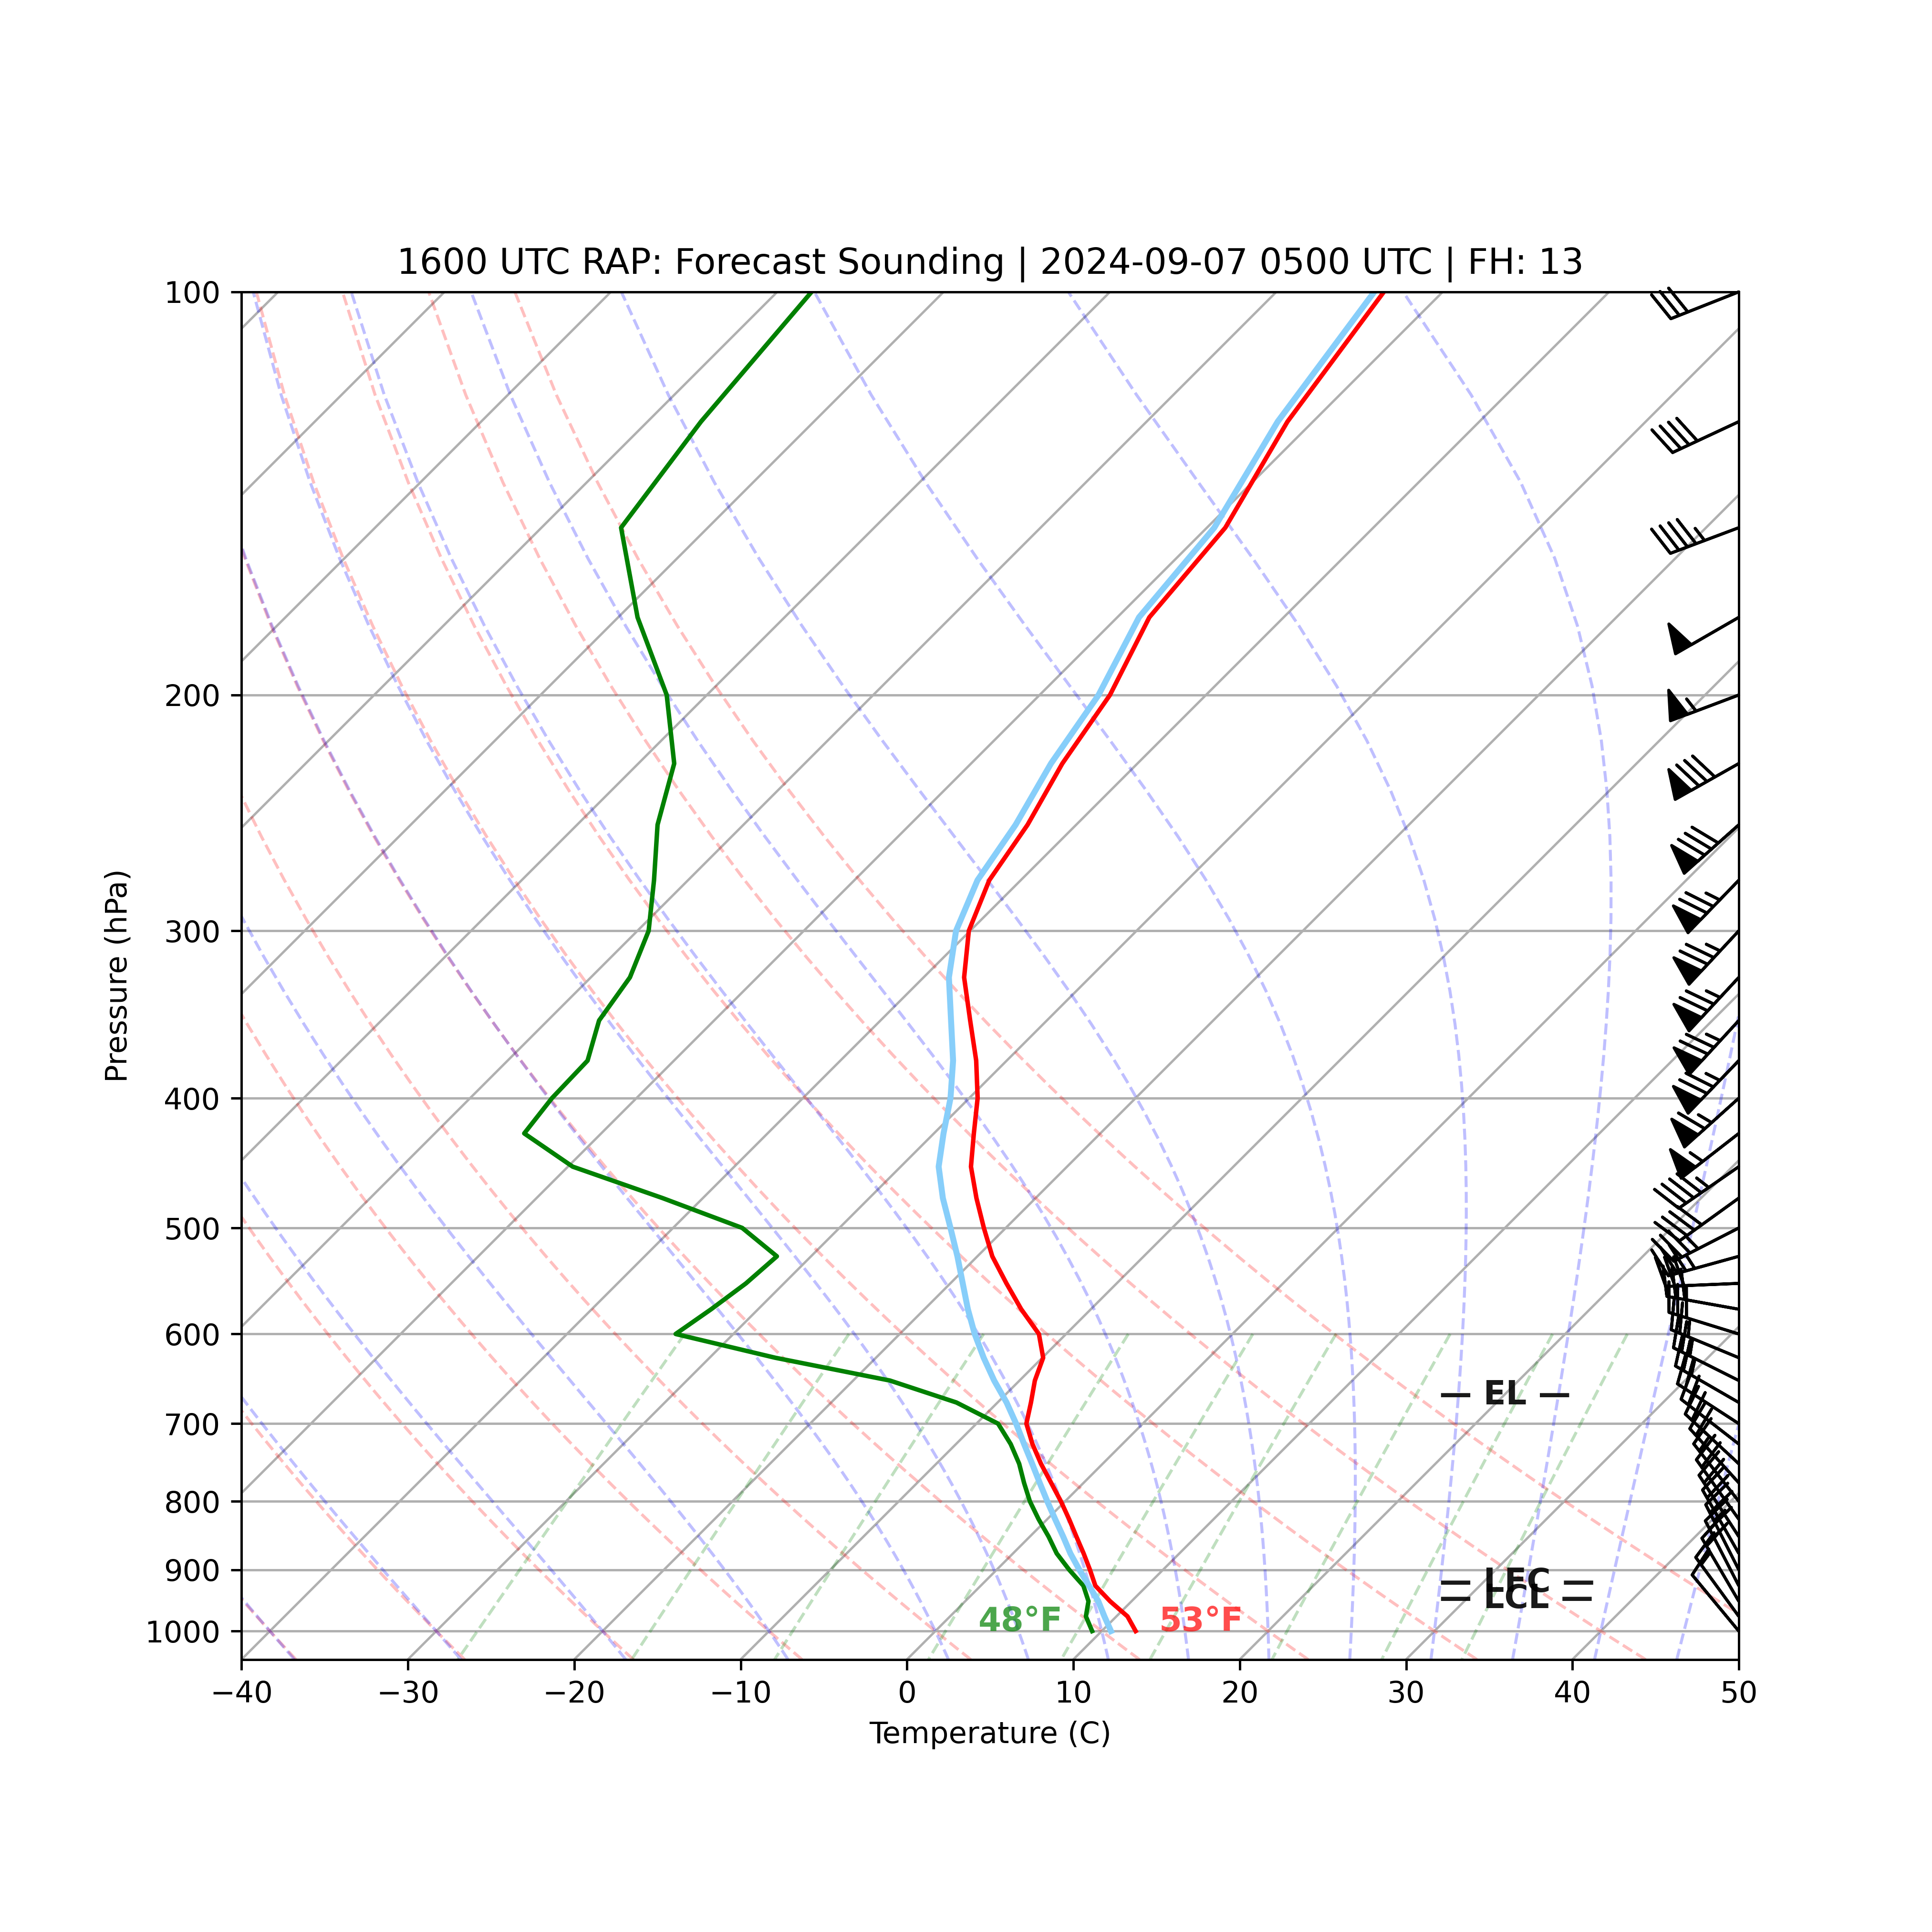 1600 UTC RAP: Forecast Sounding | 2024-09-07 0500 UTC | FH: 13
100
200
300
400
500
600
700
800
900
1000
Pressure (hPa)
— EL —
— LFC —
— LCL —
48°F
53°F
−40 −30 −20 −10 0 10 20 30 40 50
Temperature (C)